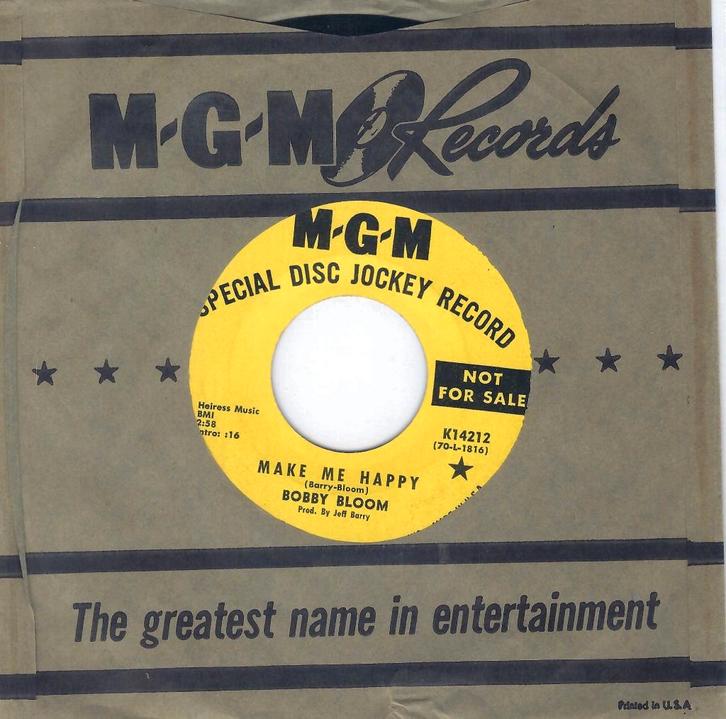 M-G-M Records
M-G-M
SPECIAL DISC JOCKEY RECORD
NOT
FOR SALE
Heiress Music
BMI
2:58
Intro: :16
K14212
(70-L-1816)
MAKE ME HAPPY
(Barry-Bloom)
BOBBY BLOOM
Prod. By Jeff Barry
The greatest name in entertainment
Printed in U.S.A